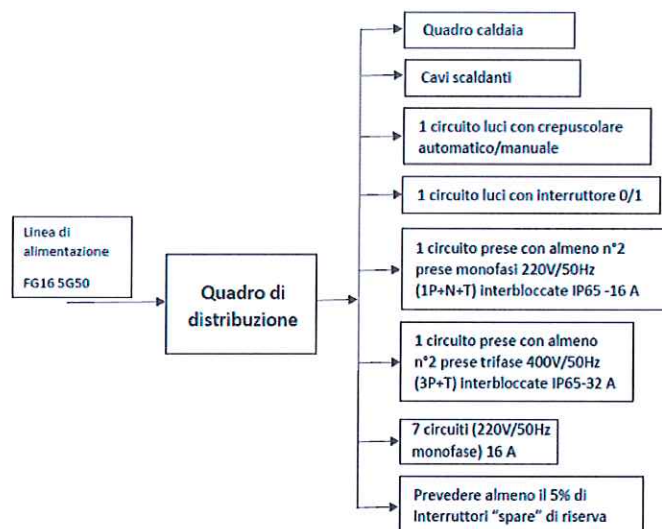 Quadro caldaia
Cavi scaldanti
1 circuito luci con crepuscolare
automatico/manuale
1 circuito luci con interruttore 0/1
Linea di
alimentazione
FG16 5G50
Quadro di
distribuzione
1 circuito prese con almeno n°2
prese monofasi 220V/50Hz
(1P+N+T) interbloccate IP65 -16 A
1 circuito prese con almeno
n°2 prese trifase 400V/50Hz
(3P+T) interbloccate IP65-32 A
7 circuiti (220V/50Hz
monofase) 16 A
Prevedere almeno il 5% di
Interruttori "spare" di riserva